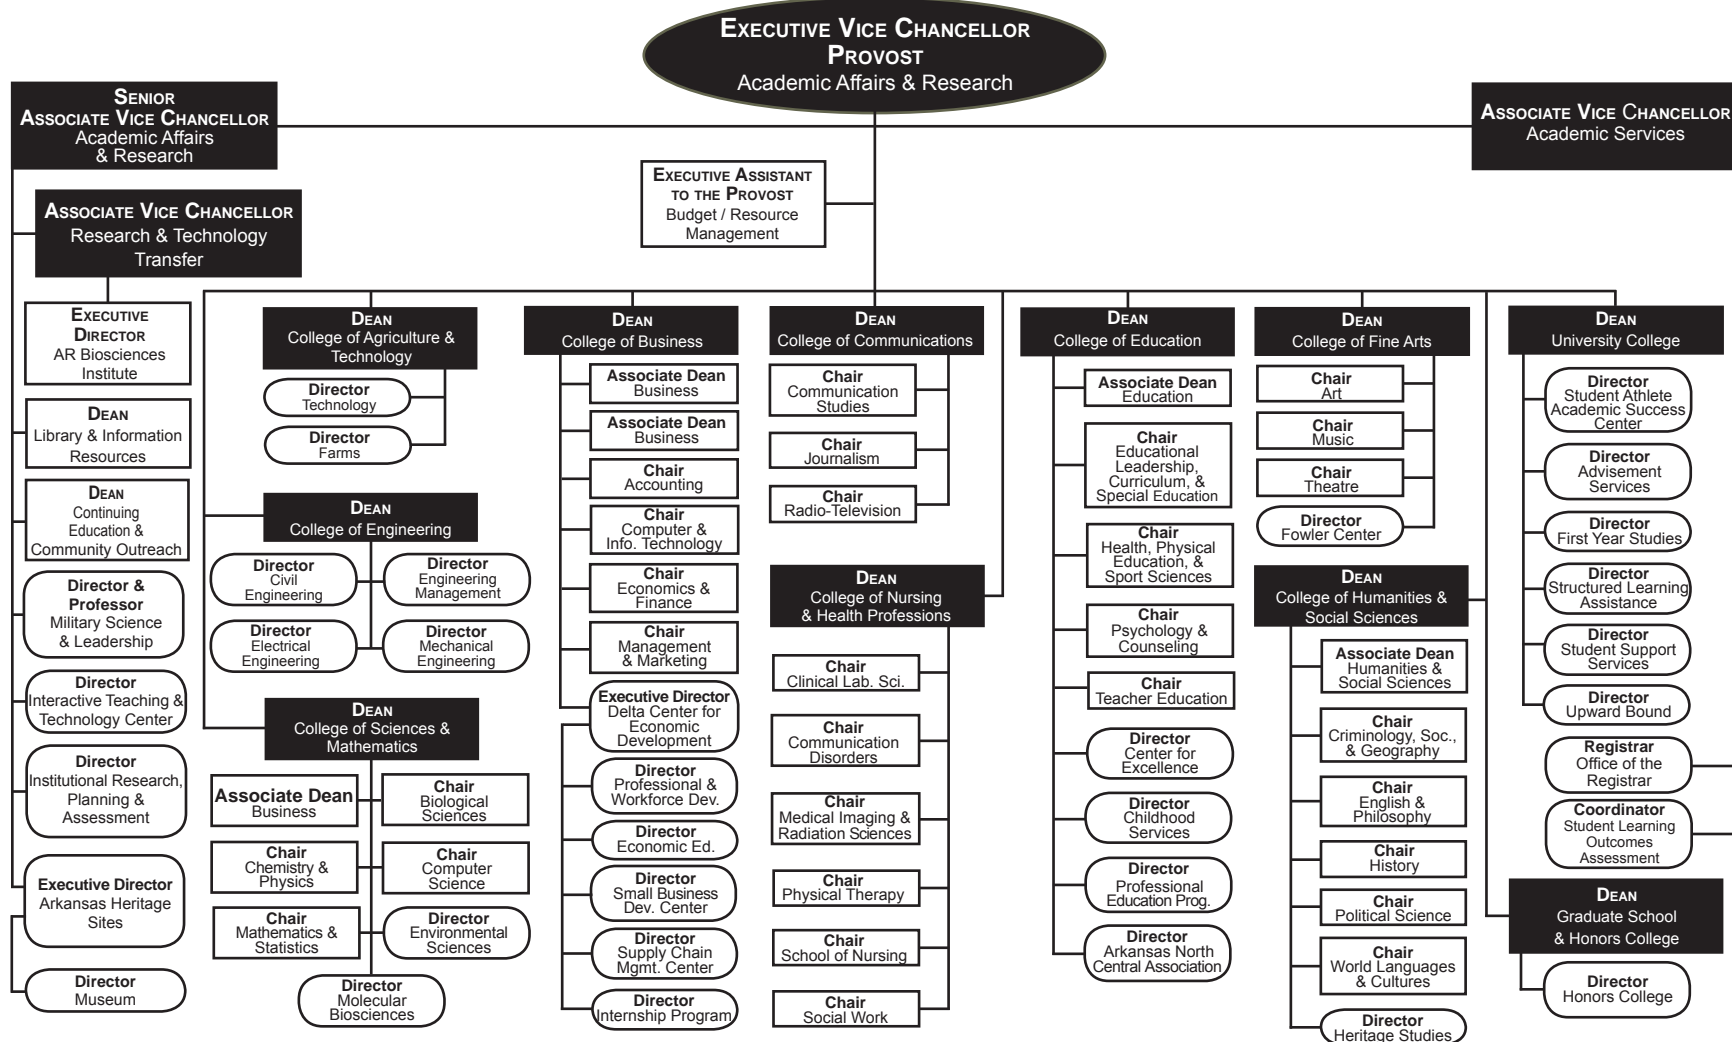 EXECUTIVE VICE CHANCELLOR
PROVOST
Academic Affairs & Research
SENIOR
ASSOCIATE VICE CHANCELLOR
Academic Affairs
& Research
ASSOCIATE VICE CHANCELLOR
Academic Services
EXECUTIVE ASSISTANT
TO THE PROVOST
Budget / Resource
Management
ASSOCIATE VICE CHANCELLOR
Research & Technology
Transfer
EXECUTIVE
DIRECTOR
AR Biosciences
Institute
DEAN
Library & Information
Resources
DEAN
Continuing
Education &
Community Outreach
Director &
Professor
Military Science
& Leadership
Director
Interactive Teaching &
Technology Center
Director
Institutional Research,
Planning &
Assessment
Executive Director
Arkansas Heritage
Sites
Director
Museum
DEAN
College of Agriculture &
Technology
Director
Technology
Director
Farms
DEAN
College of Engineering
Director
Civil
Engineering
Director
Engineering
Management
Director
Electrical
Engineering
Director
Mechanical
Engineering
DEAN
College of Sciences &
Mathematics
Associate Dean
Business
Chair
Biological
Sciences
Chair
Chemistry &
Physics
Chair
Computer
Science
Chair
Mathematics &
Statistics
Director
Environmental
Sciences
Director
Molecular
Biosciences
DEAN
College of Business
Associate Dean
Business
Associate Dean
Business
Chair
Accounting
Chair
Computer &
Info. Technology
Chair
Economics &
Finance
Chair
Management
& Marketing
Executive Director
Delta Center for
Economic
Development
Director
Professional &
Workforce Dev.
Director
Economic Ed.
Director
Small Business
Dev. Center
Director
Supply Chain
Mgmt. Center
Director
Internship Program
DEAN
College of Communications
Chair
Communication
Studies
Chair
Journalism
Chair
Radio-Television
DEAN
College of Nursing
& Health Professions
Chair
Clinical Lab. Sci.
Chair
Communication
Disorders
Chair
Medical Imaging &
Radiation Sciences
Chair
Physical Therapy
Chair
School of Nursing
Chair
Social Work
DEAN
College of Education
Associate Dean
Education
Chair
Educational
Leadership,
Curriculum, &
Special Education
Chair
Health, Physical
Education, &
Sport Sciences
Chair
Psychology &
Counseling
Chair
Teacher Education
Director
Center for
Excellence
Director
Childhood
Services
Director
Professional
Education Prog.
Director
Arkansas North
Central Association
DEAN
College of Fine Arts
Chair
Art
Chair
Music
Chair
Theatre
Director
Fowler Center
DEAN
College of Humanities &
Social Sciences
Associate Dean
Humanities &
Social Sciences
Chair
Criminology, Soc.,
& Geography
Chair
English &
Philosophy
Chair
History
Chair
Political Science
Chair
World Languages
& Cultures
Director
Heritage Studies
DEAN
University College
Director
Student Athlete
Academic Success
Center
Director
Advisement
Services
Director
First Year Studies
Director
Structured Learning
Assistance
Director
Student Support
Services
Director
Upward Bound
Registrar
Office of the
Registrar
Coordinator
Student Learning
Outcomes
Assessment
DEAN
Graduate School
& Honors College
Director
Honors College